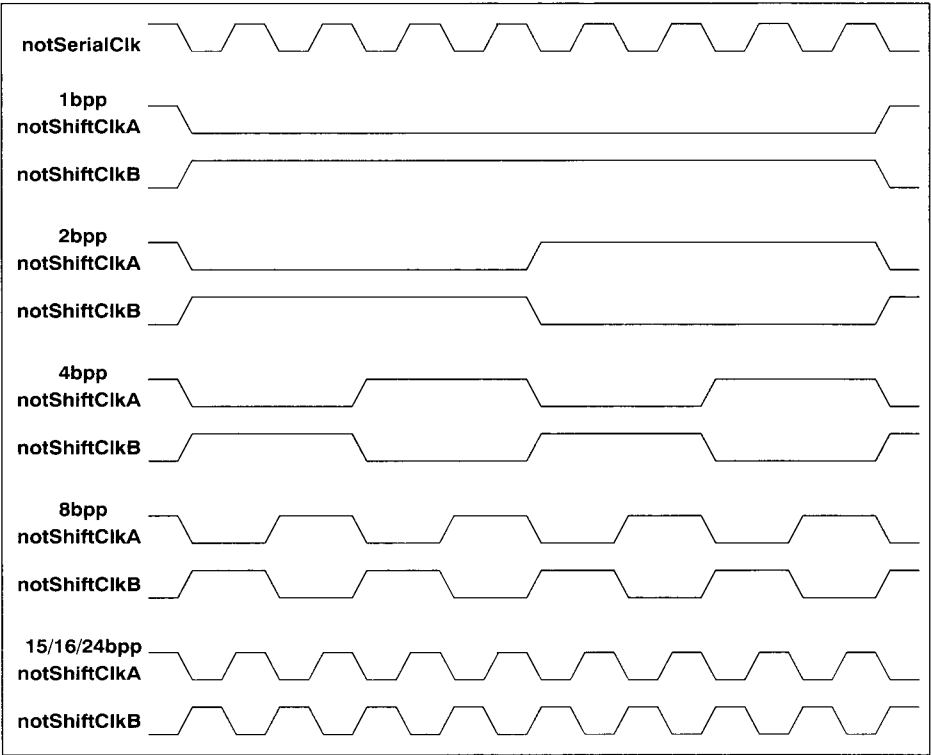 notSerialClk
1bpp
notShiftClkA
notShiftClkB
2bpp
notShiftClkA
notShiftClkB
4bpp
notShiftClkA
notShiftClkB
8bpp
notShiftClkA
notShiftClkB
15/16/24bpp
notShiftClkA
notShiftClkB